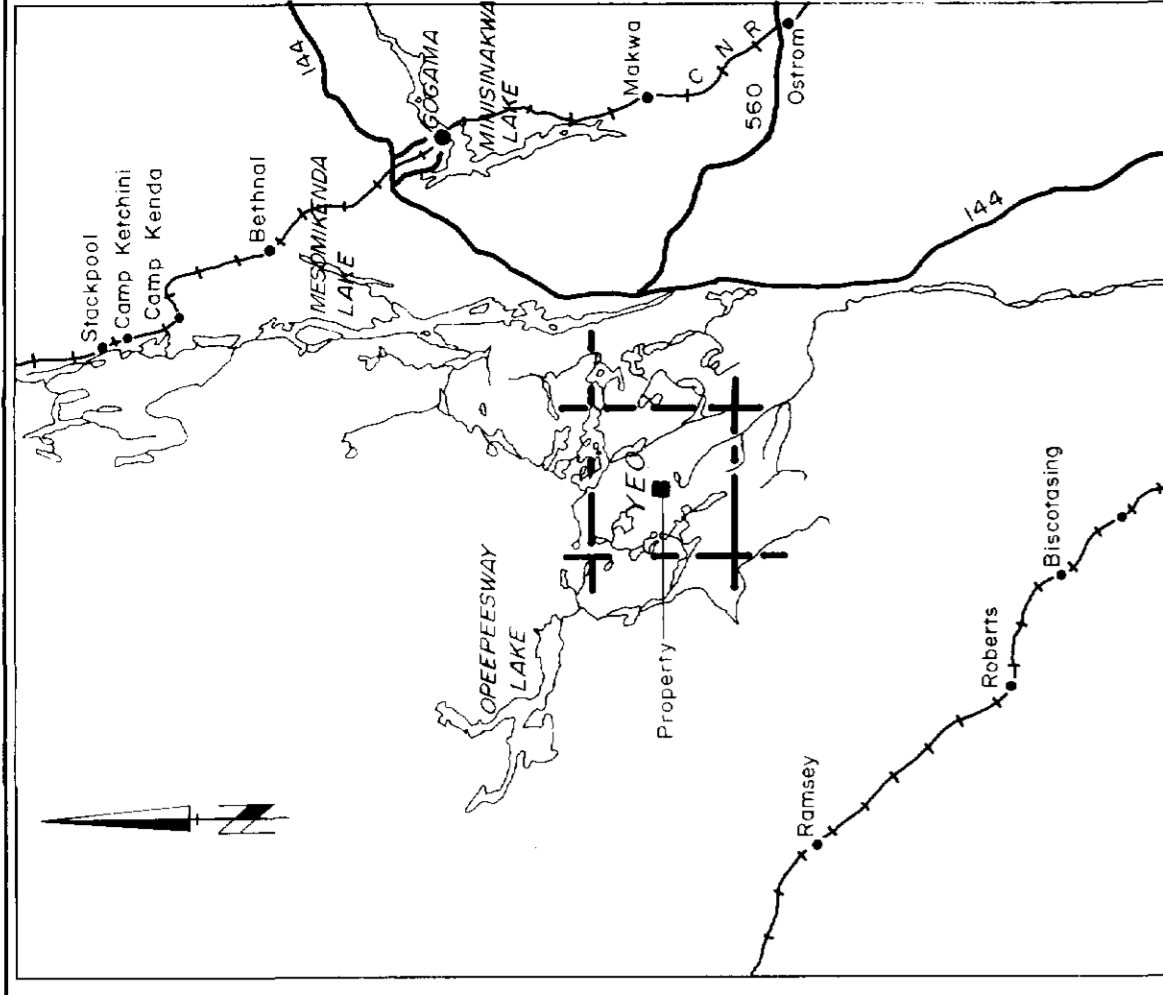 144
GOGAMA
MINISINAKWA
LAKE
Makwa
C N R
560
Ostrom
Stackpool
Camp Ketchini
Camp Kenda
Bethnal
MESOMIKENDA
LAKE
144
OPEEPEESWAY
LAKE
YEO
Property
Biscotasing
Roberts
Ramsey
N